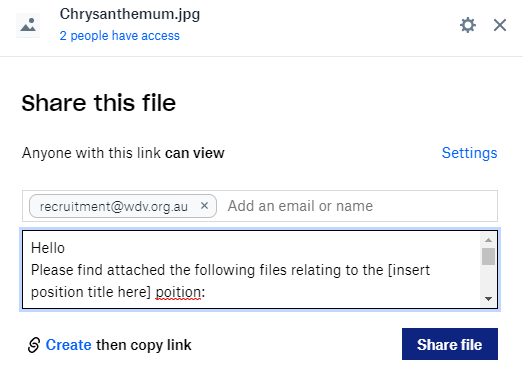 Chrysanthemum.jpg
2 people have access
Share this file
Anyone with this link can view
Settings
recruitment@wdv.org.au × Add an email or name
Hello
Please find attached the following files relating to the [insert
position title here] poition:
Create then copy link
Share file